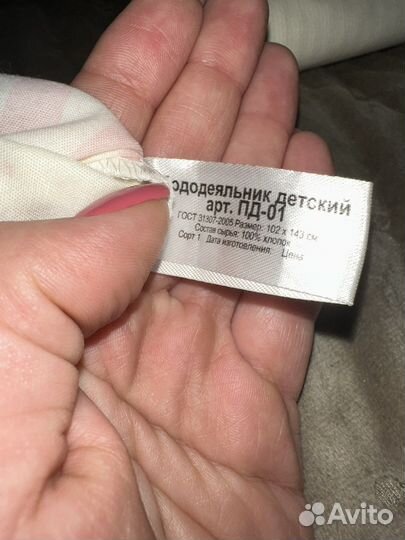 ододеяльник детский
арт. ПД-01
ГОСТ 31307-2005 Размер: 102 х 143 см
Состав сырья: 100% хлопок
Сорт 1 Дата изготовления: Цена
Avito